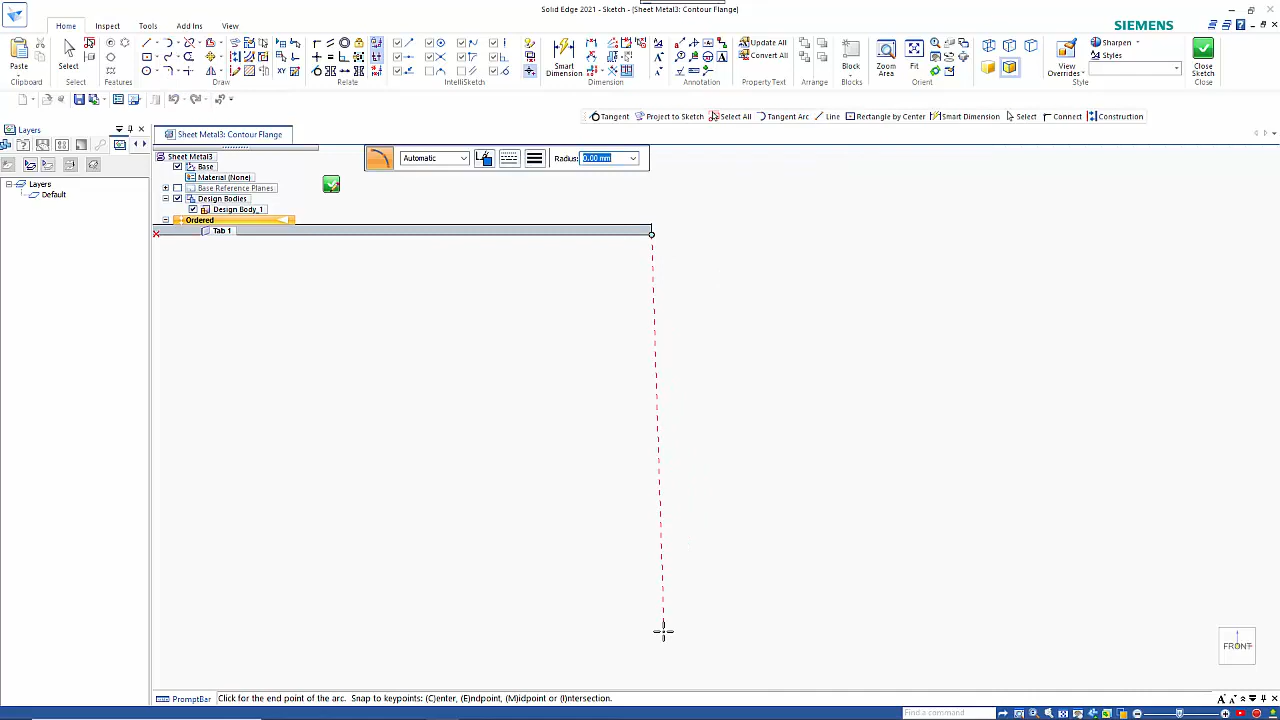 Solid Edge 2021 - Sketch - [Sheet Metal3: Contour Flange]
Home Inspect Tools Add Ins View
SIEMENS
Paste Select Smart Dimension Update All Convert All Block Zoom Area Fit View Overrides Sharpen Styles Close Sketch
Clipboard Select Draw Relate IntelliSketch Dimension Annotation PropertyText Arrange Blocks Orient Style Close
Tangent Project to Sketch Select All Tangent Arc Line Rectangle by Center Smart Dimension Select Connect Construction
Layers
Sheet Metal3: Contour Flange
Automatic Radius: 0.00 mm
Sheet Metal3
Base
Material (None)
Base Reference Planes
Design Bodies
Design Body_1
Ordered
Tab 1
Layers
Default
FRONT
PromptBar Click for the end point of the arc. Snap to keypoints: (C)enter, (E)ndpoint, (M)idpoint or (I)ntersection.
Find a command